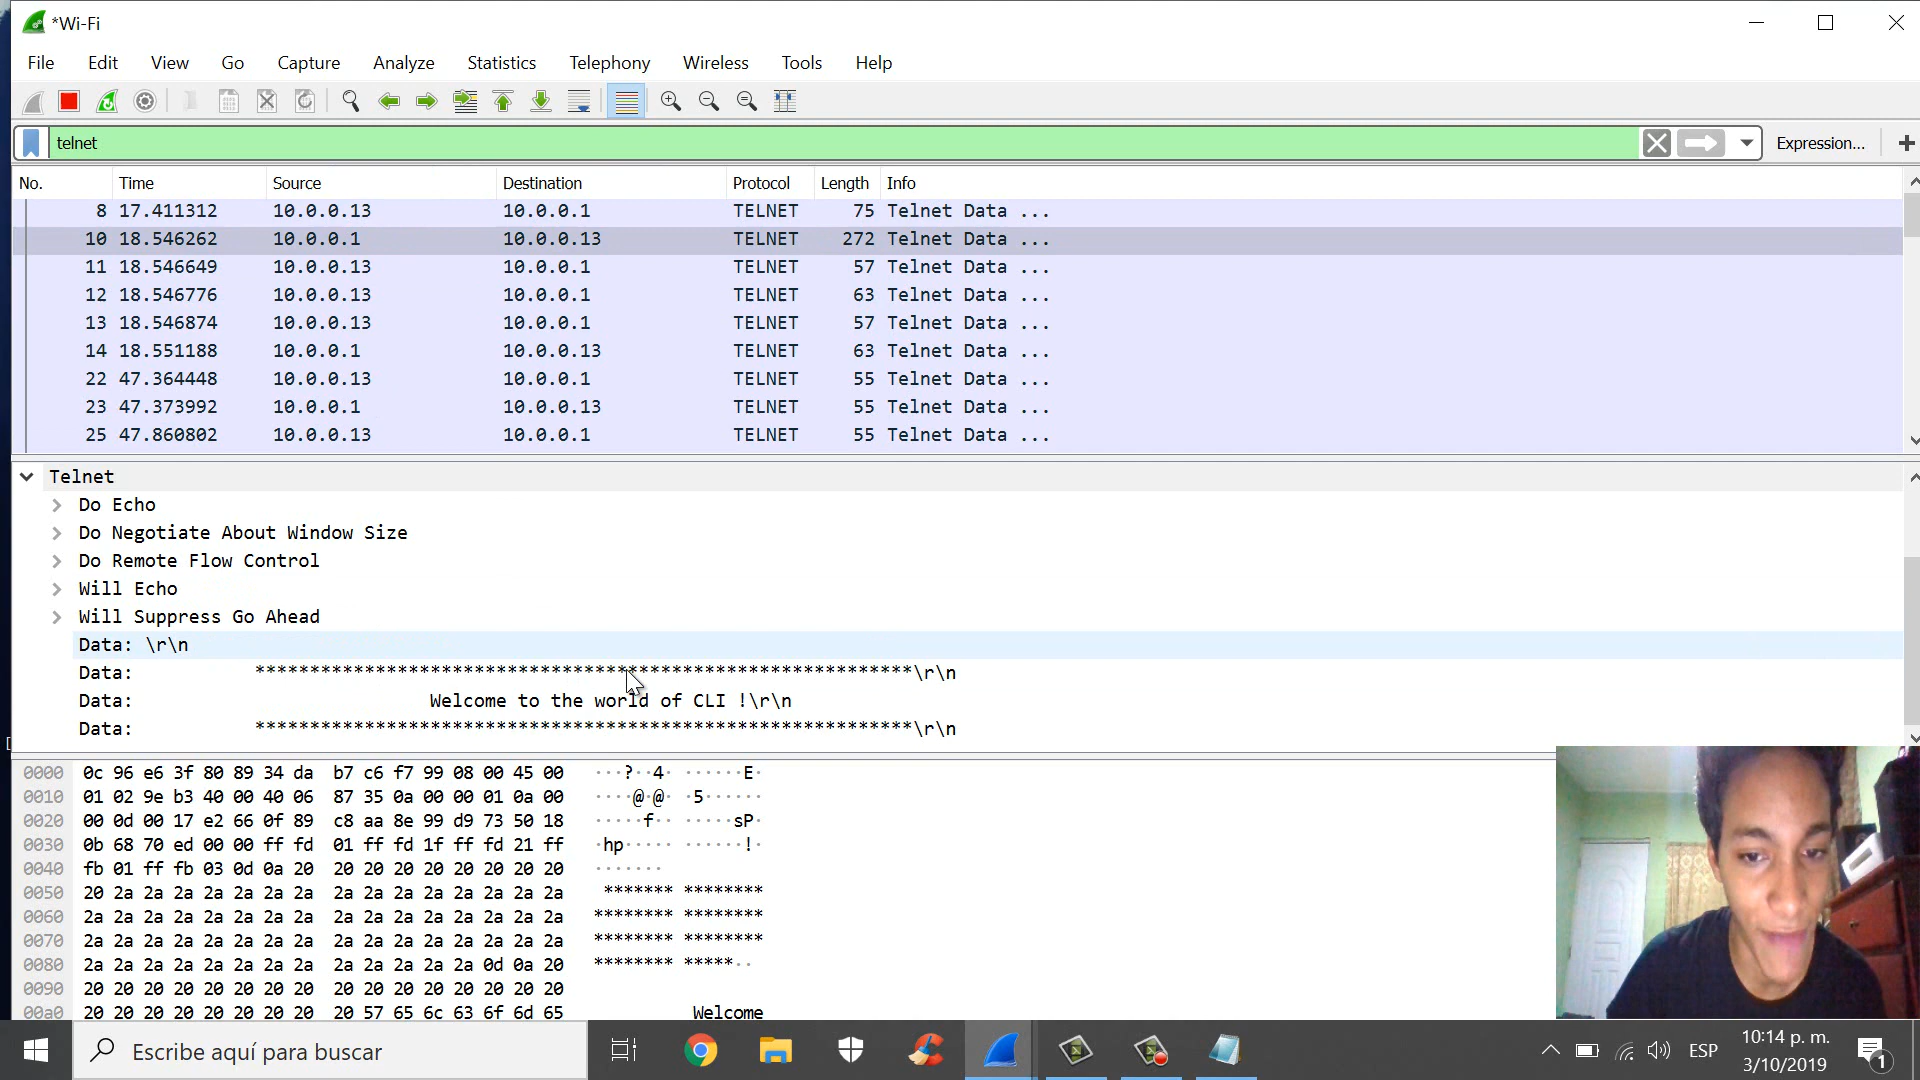 *Wi-Fi
File Edit View Go Capture Analyze Statistics Telephony Wireless Tools Help
telnet Expression... +
No. Time Source Destination Protocol Length Info
8 17.411312 10.0.0.13 10.0.0.1 TELNET 75 Telnet Data ...
10 18.546262 10.0.0.1 10.0.0.13 TELNET 272 Telnet Data ...
11 18.546649 10.0.0.13 10.0.0.1 TELNET 57 Telnet Data ...
12 18.546776 10.0.0.13 10.0.0.1 TELNET 63 Telnet Data ...
13 18.546874 10.0.0.13 10.0.0.1 TELNET 57 Telnet Data ...
14 18.551188 10.0.0.1 10.0.0.13 TELNET 63 Telnet Data ...
22 47.364448 10.0.0.13 10.0.0.1 TELNET 55 Telnet Data ...
23 47.373992 10.0.0.1 10.0.0.13 TELNET 55 Telnet Data ...
25 47.860802 10.0.0.13 10.0.0.1 TELNET 55 Telnet Data ...
Telnet
Do Echo
Do Negotiate About Window Size
Do Remote Flow Control
Will Echo
Will Suppress Go Ahead
Data: \r\n
Data: ************************************************************\r\n
Data: Welcome to the world of CLI !\r\n
Data: ************************************************************\r\n
0000 0c 96 e6 3f 80 89 34 da b7 c6 f7 99 08 00 45 00 ···?··4· ······E·
0010 01 02 9e b3 40 00 40 06 87 35 0a 00 00 01 0a 00 ····@·@· ·5······
0020 00 0d 00 17 e2 66 0f 89 c8 aa 8e 99 d9 73 50 18 ·····f·· ·····sP·
0030 0b 68 70 ed 00 00 ff fd 01 ff fd 1f ff fd 21 ff ·hp····· ······!·
0040 fb 01 ff fb 03 0d 0a 20 20 20 20 20 20 20 20 20 ·······
0050 20 2a 2a 2a 2a 2a 2a 2a 2a 2a 2a 2a 2a 2a 2a 2a ******* ********
0060 2a 2a 2a 2a 2a 2a 2a 2a 2a 2a 2a 2a 2a 2a 2a 2a ******** ********
0070 2a 2a 2a 2a 2a 2a 2a 2a 2a 2a 2a 2a 2a 2a 2a 2a ******** ********
0080 2a 2a 2a 2a 2a 2a 2a 2a 2a 2a 2a 2a 2a 0d 0a 20 ******** *****··
0090 20 20 20 20 20 20 20 20 20 20 20 20 20 20 20 20
00a0 20 20 20 20 20 20 20 20 20 57 65 6c 63 6f 6d 65 Welcome
Escribe aquí para buscar
ESP
10:14 p. m.
3/10/2019
1